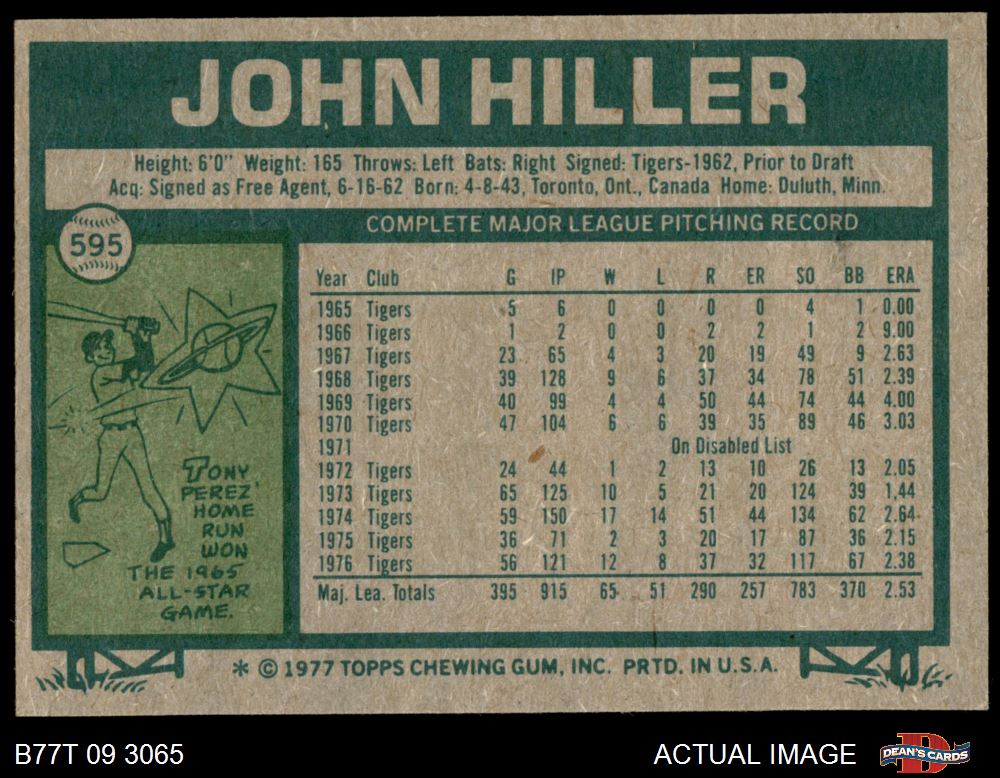 JOHN HILLER
Height: 6'0" Weight: 165 Throws: Left Bats: Right Signed: Tigers-1962, Prior to Draft
Acq: Signed as Free Agent, 6-16-62 Born: 4-8-43, Toronto, Ont., Canada Home: Duluth, Minn.
595
COMPLETE MAJOR LEAGUE PITCHING RECORD
Year Club G IP W L R ER SO BB ERA
1965 Tigers 5 6 0 0 0 0 4 1 0.00
1966 Tigers 1 2 0 0 2 2 1 2 9.00
1967 Tigers 23 65 4 3 20 19 49 9 2.63
1968 Tigers 39 128 9 6 37 34 78 51 2.39
1969 Tigers 40 99 4 4 50 44 74 44 4.00
1970 Tigers 47 104 6 6 39 35 89 46 3.03
1971 On Disabled List
1972 Tigers 24 44 1 2 13 10 26 13 2.05
1973 Tigers 65 125 10 5 21 20 124 39 1.44
1974 Tigers 59 150 17 14 51 44 134 62 2.64
1975 Tigers 36 71 2 3 20 17 87 36 2.15
1976 Tigers 56 121 12 8 37 32 117 67 2.38
Maj. Lea. Totals 395 915 65 51 290 257 783 370 2.53
TONY
PEREZ'
HOME
RUN
WON
THE 1965
ALL-STAR
GAME.
* © 1977 TOPPS CHEWING GUM, INC. PRTD. IN U.S.A.
B77T 09 3065
ACTUAL IMAGE
DEAN'S CARDS